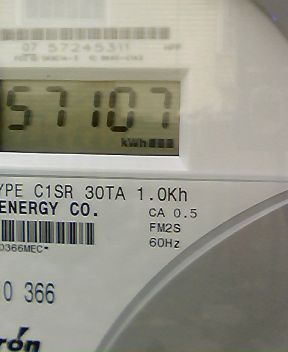 07 57245311
57107
kWh
YPE C1SR 30TA 1.0Kh
ENERGY CO.
CA 0.5
FM2S
60Hz
0366MEC*
0 366
rón